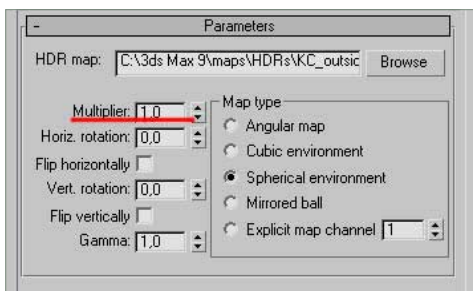 - Parameters
HDR map: C:\3ds Max 9\maps\HDRs\KC_outsic Browse
Multiplier: 1,0
Horiz. rotation: 0,0
Flip horizontally
Vert. rotation: 0,0
Flip vertically
Gamma: 1,0
Map type
Angular map
Cubic environment
Spherical environment
Mirrored ball
Explicit map channel 1